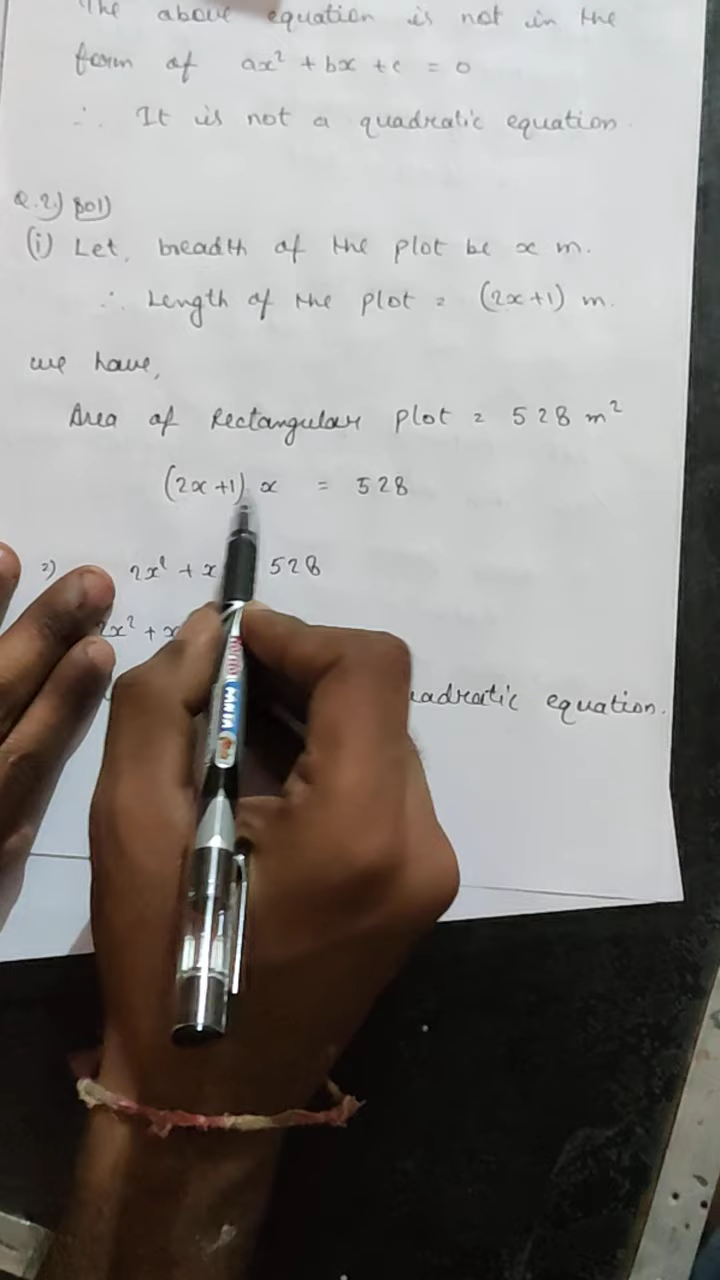 The above equation is not in the
form of ax² + bx + c = 0
∴ It is not a quadratic equation.
Q.2.) Sol)
(i) Let, breadth of the plot be x m.
∴ Length of the plot = (2x+1) m.
we have,
Area of Rectangular plot = 528 m²
(2x+1) x = 528
2x² + x 528
2x² + x
equation.